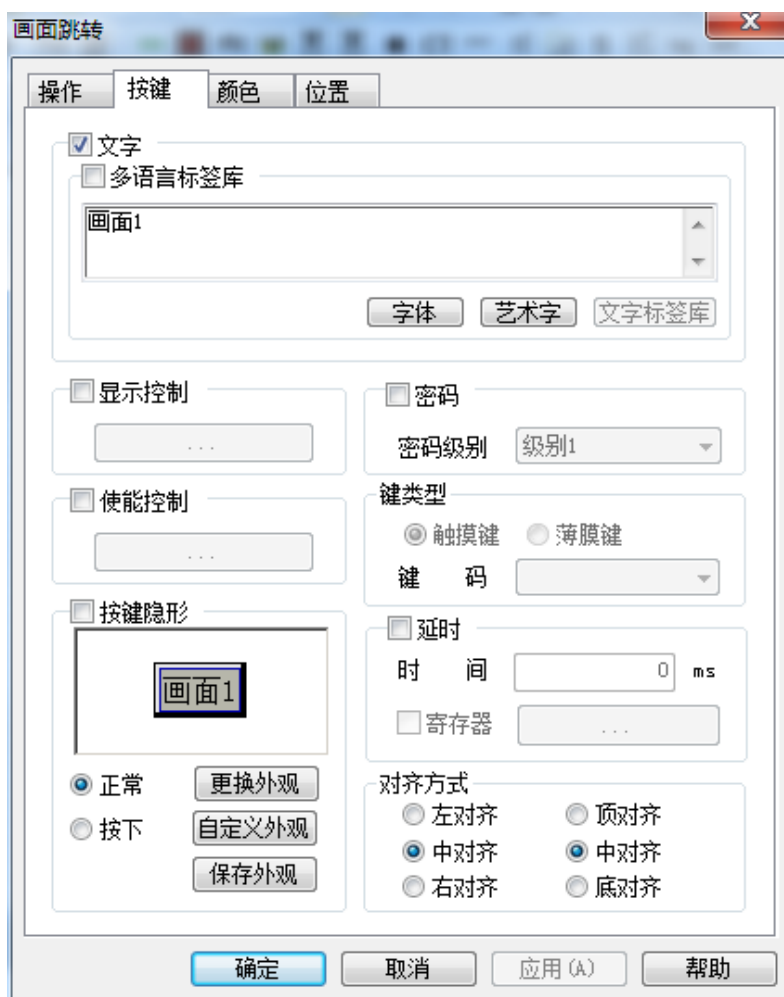 画面跳转
操作 按键 颜色 位置
文字
多语言标签库
画面1
字体 艺术字 文字标签库
显示控制
...
密码
密码级别 级别1
使能控制
...
键类型
触摸键 薄膜键
键 码
按键隐形
画面1
正常 更换外观
按下 自定义外观
保存外观
延时
时 间 0 ms
寄存器 ...
对齐方式
左对齐 顶对齐
中对齐 中对齐
右对齐 底对齐
确定 取消 应用(A) 帮助